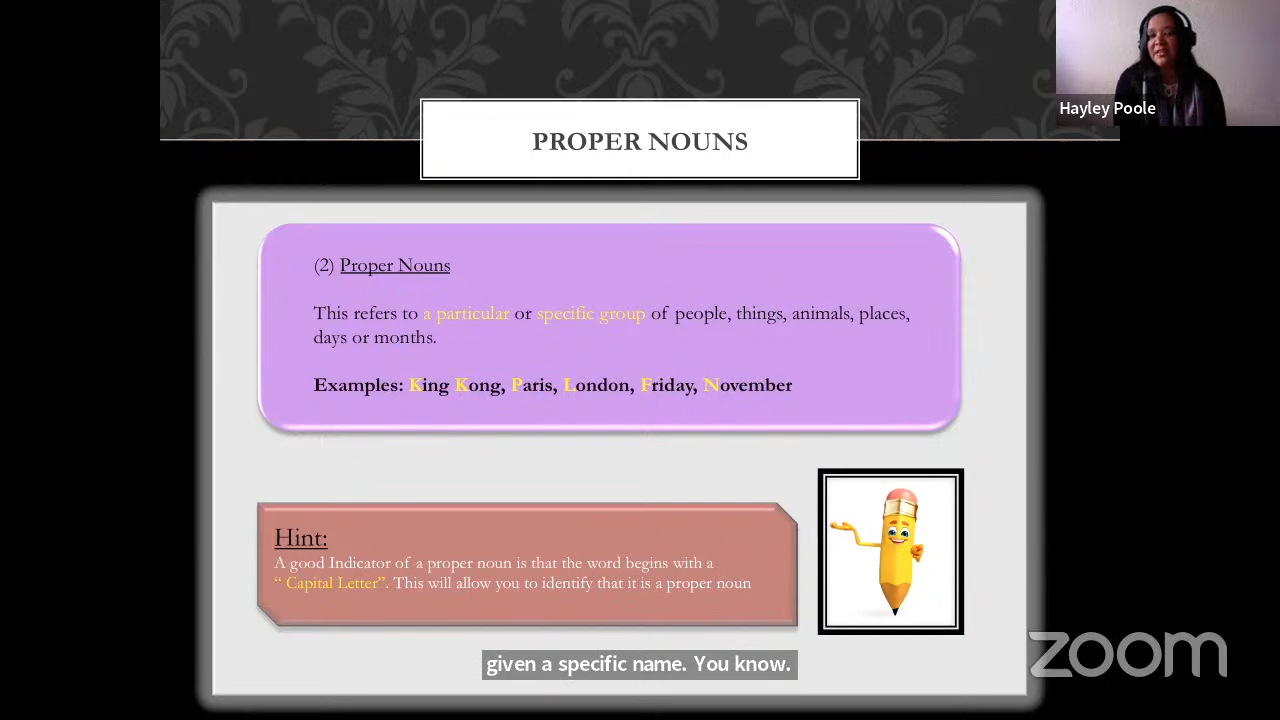 Hayley Poole
PROPER NOUNS
(2) Proper Nouns
This refers to a particular or specific group of people, things, animals, places,
days or months.
Examples: King Kong, Paris, London, Friday, November
Hint:
A good Indicator of a proper noun is that the word begins with a
“ Capital Letter”. This will allow you to identify that it is a proper noun
given a specific name. You know.
zoom